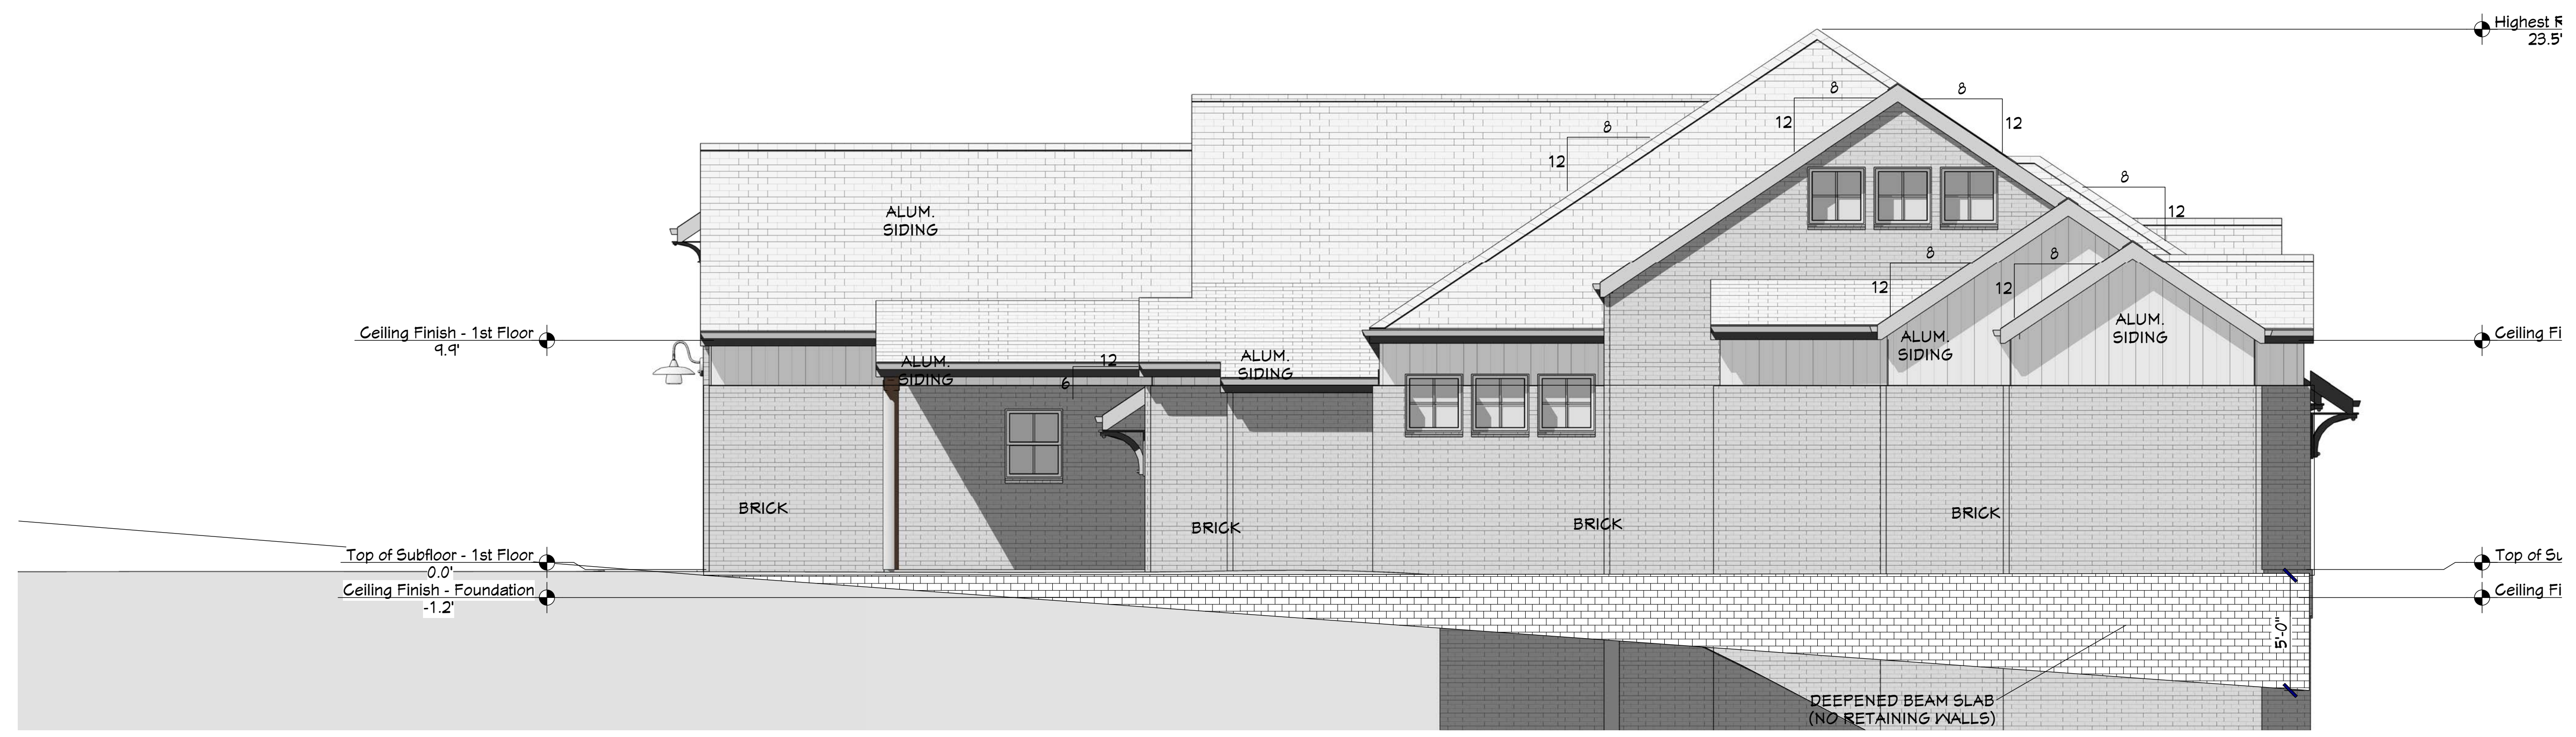 Highest
23.5'
8
8
12
12
8
12
8
12
ALUM.
SIDING
8
8
12
12
Ceiling Finish - 1st Floor
9.9'
Ceiling Fi
ALUM.
SIDING
ALUM.
SIDING
ALUM.
SIDING
ALUM.
SIDING
12
6
BRICK
BRICK
BRICK
BRICK
Top of Subfloor - 1st Floor
0.0'
Top of Su
Ceiling Finish - Foundation
-1.2'
Ceiling Fi
5'-0"
DEEPENED BEAM SLAB
(NO RETAINING WALLS)